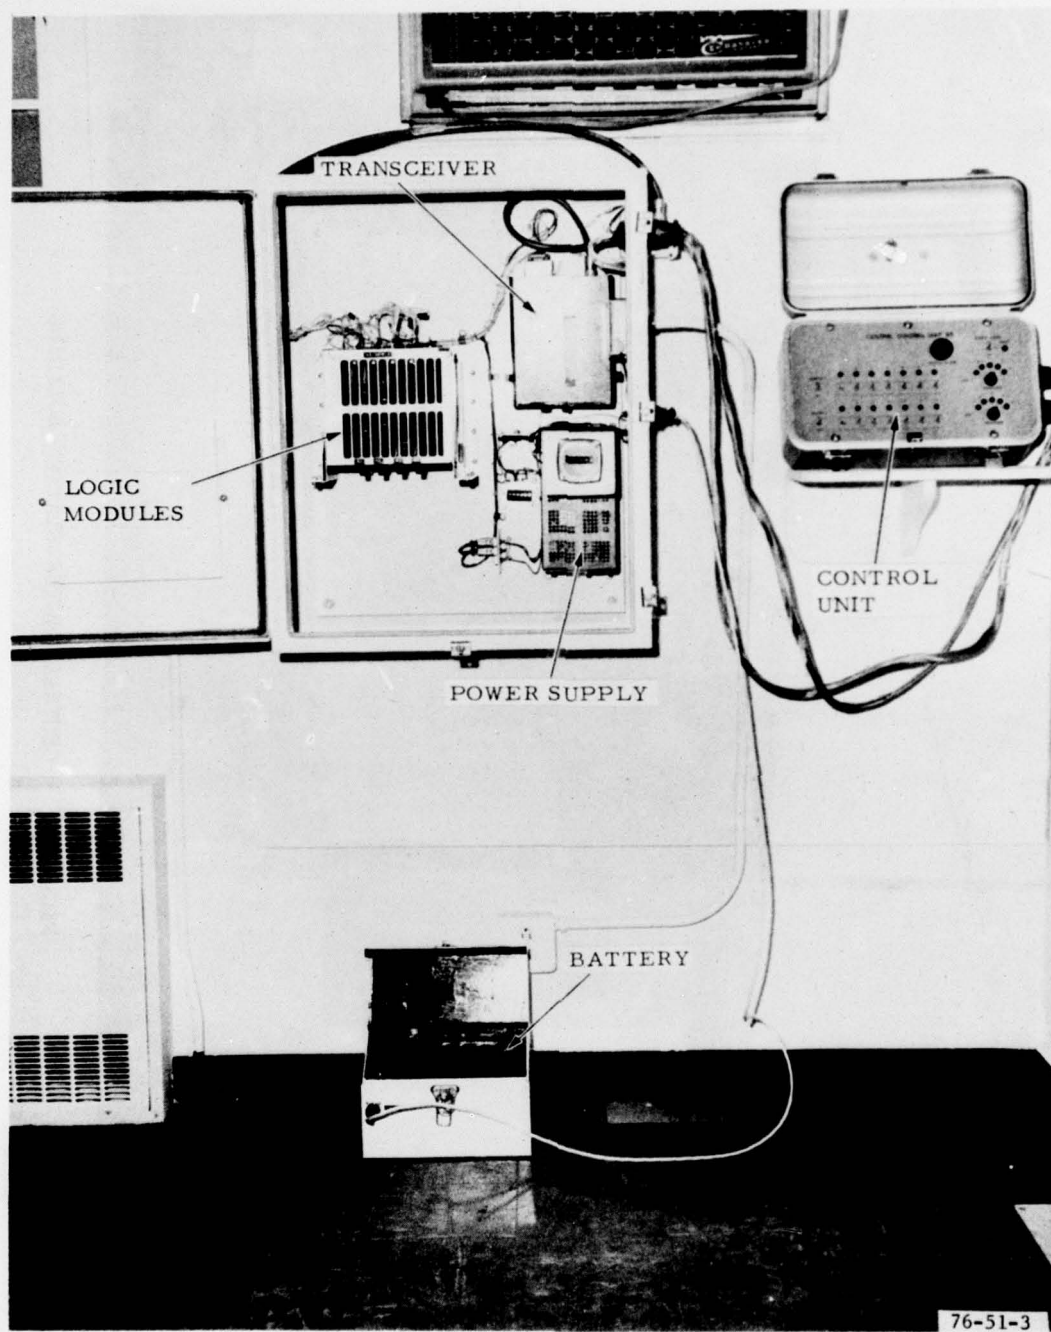 TRANSCEIVER
LOGIC
MODULES
CONTROL
UNIT
POWER SUPPLY
BATTERY
76-51-3